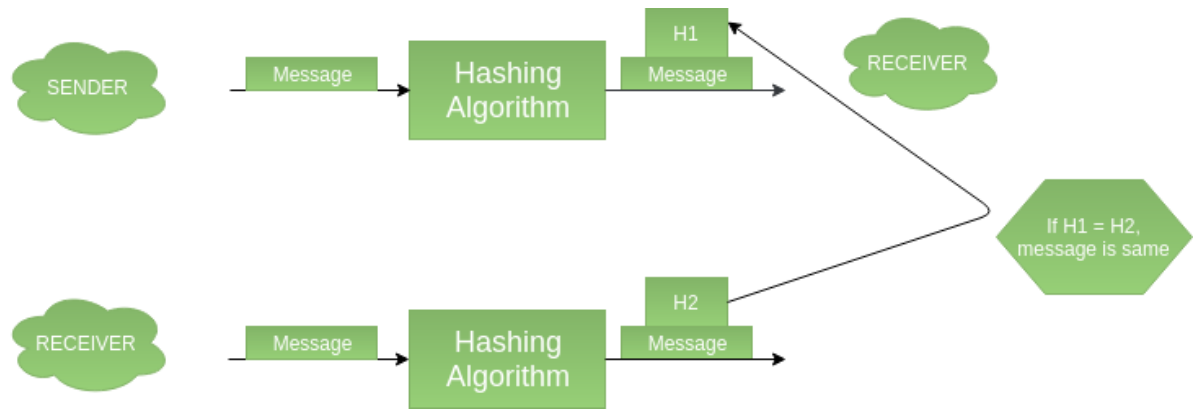 SENDER
Message
Hashing
Algorithm
H1
Message
RECEIVER
If H1 = H2,
message is same
RECEIVER
Message
Hashing
Algorithm
H2
Message